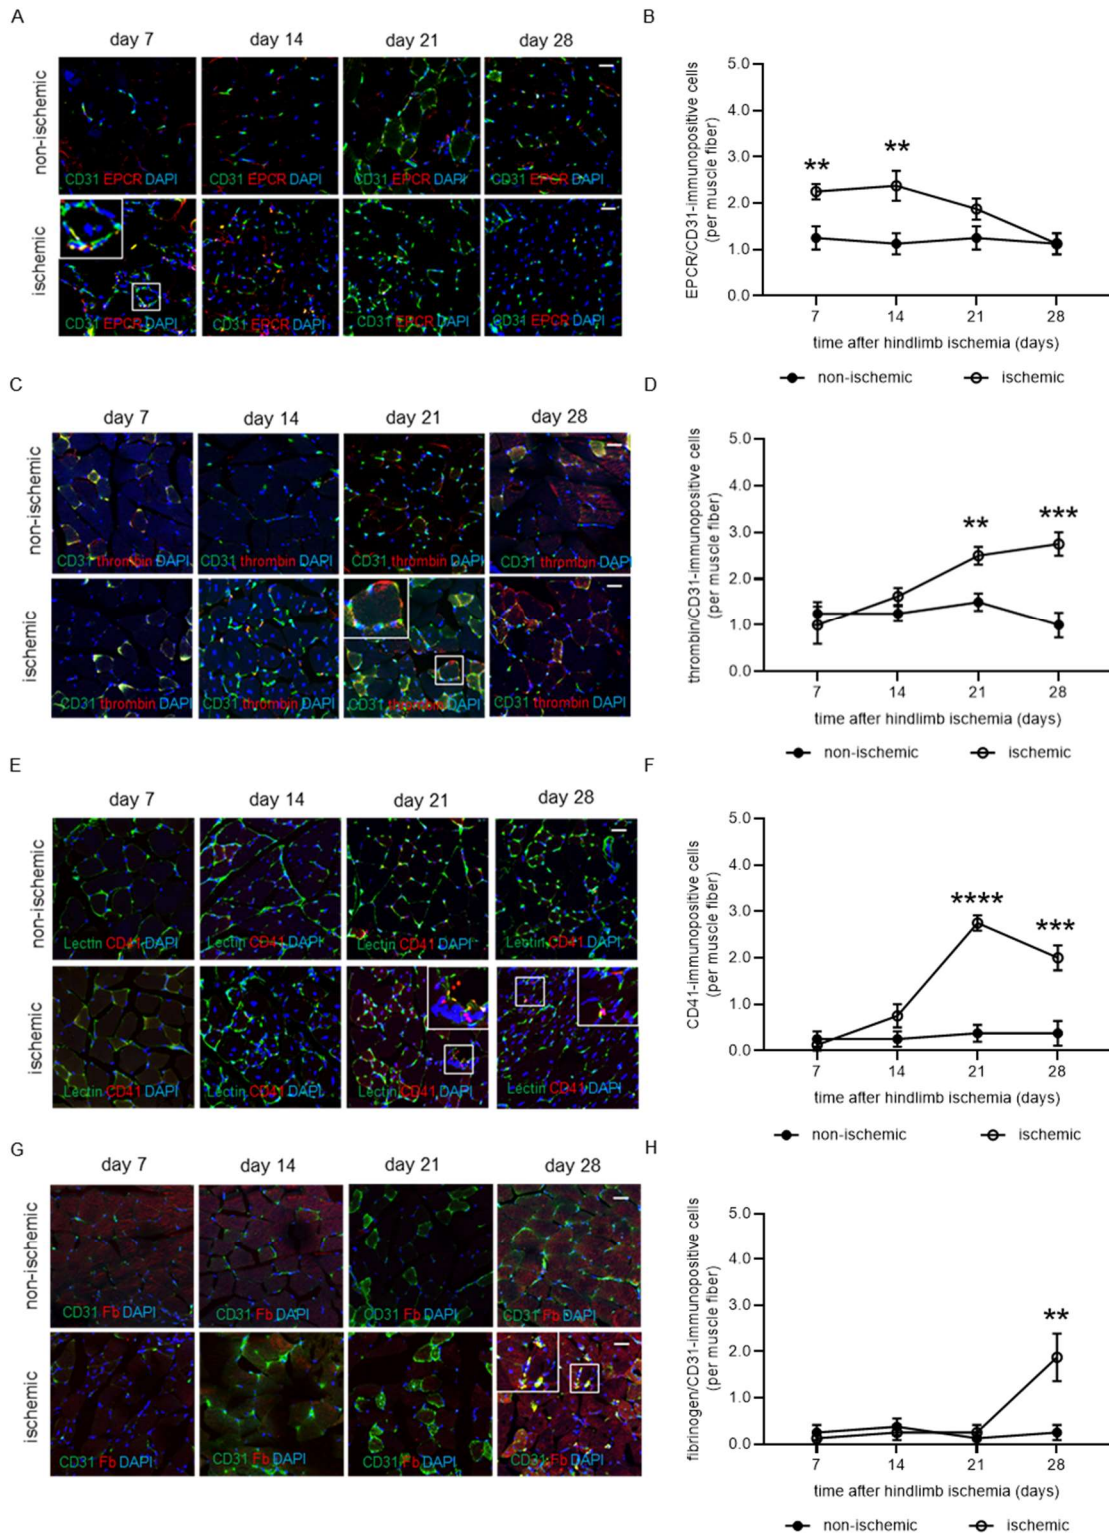 A
day 7 day 14 day 21 day 28
non-ischemic
CD31 EPCR DAPI CD31 EPCR DAPI CD31 EPCR DAPI CD31 EPCR DAPI
ischemic
CD31 EPCR DAPI CD31 EPCR DAPI CD31 EPCR DAPI CD31 EPCR DAPI
B
EPCR/CD31-immunopositive cells
(per muscle fiber)
5.0
4.0
3.0
2.0
1.0
0.0
** **
7 14 21 28
time after hindlimb ischemia (days)
non-ischemic ischemic
C
day 7 day 14 day 21 day 28
non-ischemic
CD31 thrombin DAPI CD31 thrombin DAPI CD31 thrombin DAPI CD31 thrombin DAPI
ischemic
CD31 thrombin DAPI CD31 thrombin DAPI CD31 thrombin DAPI CD31 thrombin DAPI
D
thrombin/CD31-immunopositive cells
(per muscle fiber)
5.0
4.0
3.0
2.0
1.0
0.0
** ***
7 14 21 28
time after hindlimb ischemia (days)
non-ischemic ischemic
E
day 7 day 14 day 21 day 28
non-ischemic
Lectin CD41 DAPI Lectin CD41 DAPI Lectin CD41 DAPI Lectin CD41 DAPI
ischemic
Lectin CD41 DAPI Lectin CD41 DAPI Lectin CD41 DAPI Lectin CD41 DAPI
F
CD41-immunopositive cells
(per muscle fiber)
5.0
4.0
3.0
2.0
1.0
0.0
**** ***
7 14 21 28
time after hindlimb ischemia (days)
non-ischemic ischemic
G
day 7 day 14 day 21 day 28
non-ischemic
CD31 Fb DAPI CD31 Fb DAPI CD31 Fb DAPI CD31 Fb DAPI
ischemic
CD31 Fb DAPI CD31 Fb DAPI CD31 Fb DAPI CD31 Fb DAPI
H
fibrinogen/CD31-immunopositive cells
(per muscle fiber)
5.0
4.0
3.0
2.0
1.0
0.0
**
7 14 21 28
time after hindlimb ischemia (days)
non-ischemic ischemic